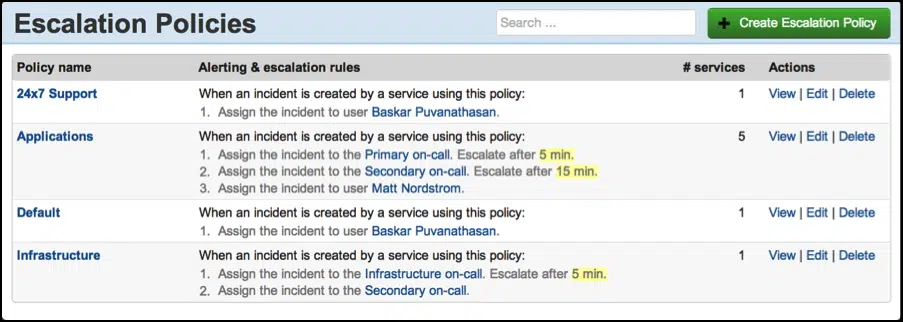 Escalation Policies
Search ...
+ Create Escalation Policy
Policy name Alerting & escalation rules # services Actions
24x7 Support When an incident is created by a service using this policy: 1 View | Edit | Delete
1. Assign the incident to user Baskar Puvanathasan.
Applications When an incident is created by a service using this policy: 5 View | Edit | Delete
1. Assign the incident to the Primary on-call. Escalate after 5 min.
2. Assign the incident to the Secondary on-call. Escalate after 15 min.
3. Assign the incident to user Matt Nordstrom.
Default When an incident is created by a service using this policy: 1 View | Edit | Delete
1. Assign the incident to user Baskar Puvanathasan.
Infrastructure When an incident is created by a service using this policy: 1 View | Edit | Delete
1. Assign the incident to the Infrastructure on-call. Escalate after 5 min.
2. Assign the incident to the Secondary on-call.